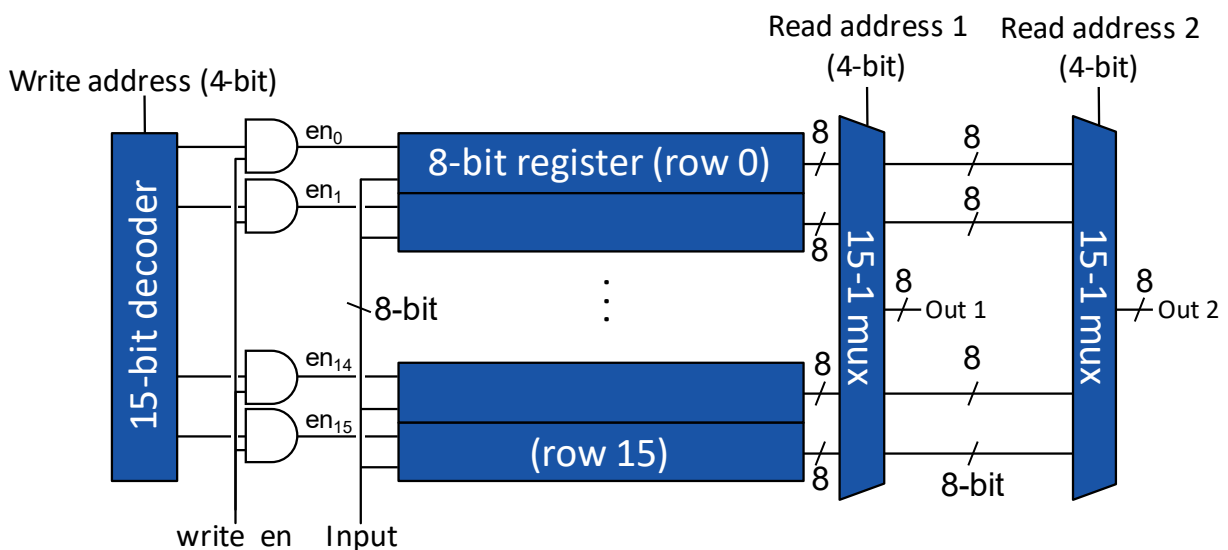 Read address 1
(4-bit)
Read address 2
(4-bit)
Write address (4-bit)
15-bit decoder
en0
en1
en14
en15
write en
Input
8-bit
8-bit register (row 0)
⋮
(row 15)
8
8
8
8
15-1 mux
8
Out 1
8
8
8
8-bit
15-1 mux
8
Out 2